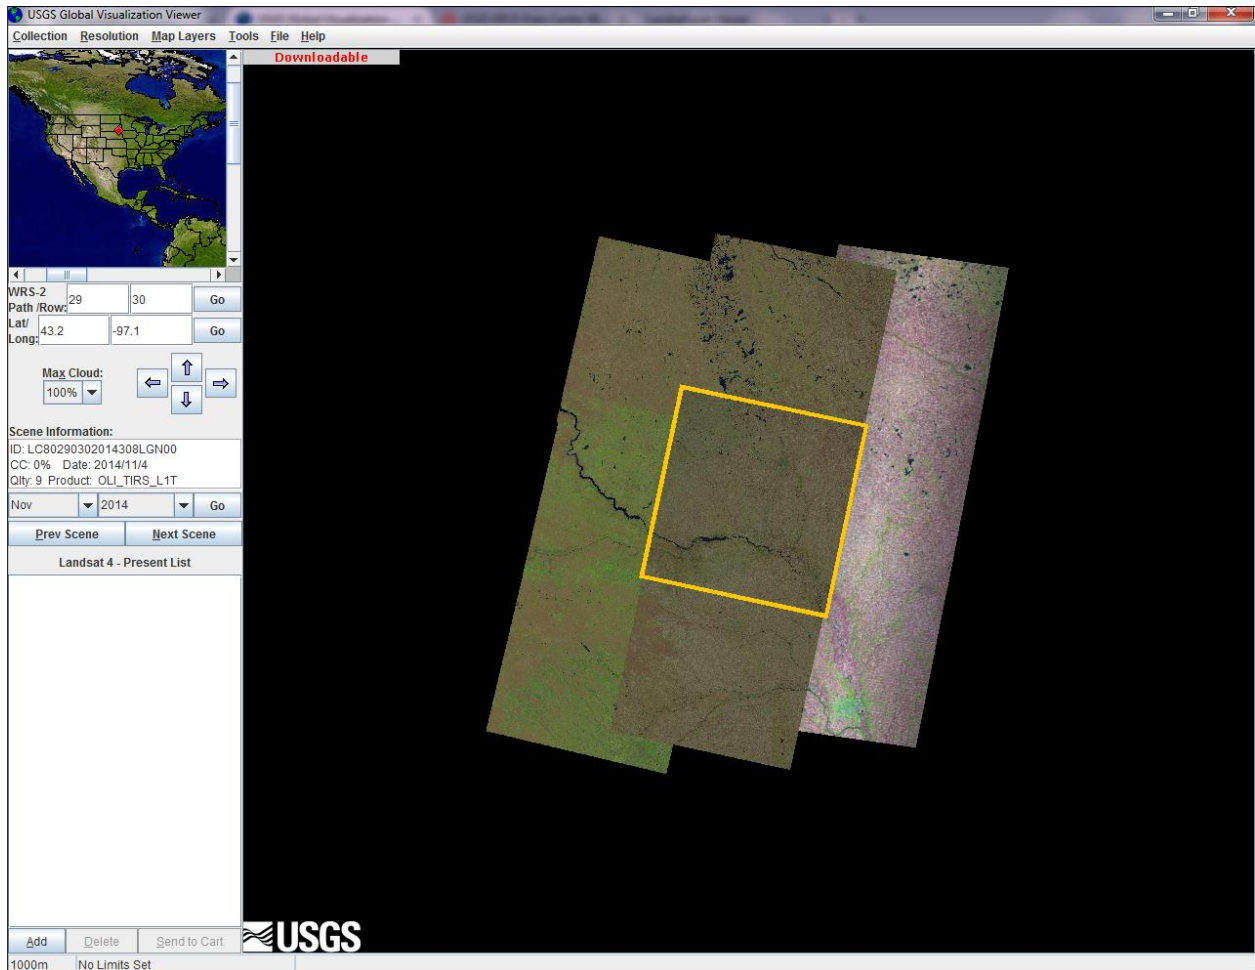 USGS Global Visualization Viewer
Collection Resolution Map Layers Tools File Help
Downloadable
WRS-2
Path /Row: 29 30 Go
Lat/
Long: 43.2 -97.1 Go
Max Cloud:
100%
Scene Information:
ID: LC80290302014308LGN00
CC: 0% Date: 2014/11/4
Qlty: 9 Product: OLI_TIRS_L1T
Nov 2014 Go
Prev Scene Next Scene
Landsat 4 - Present List
Add Delete Send to Cart
USGS
1000m No Limits Set